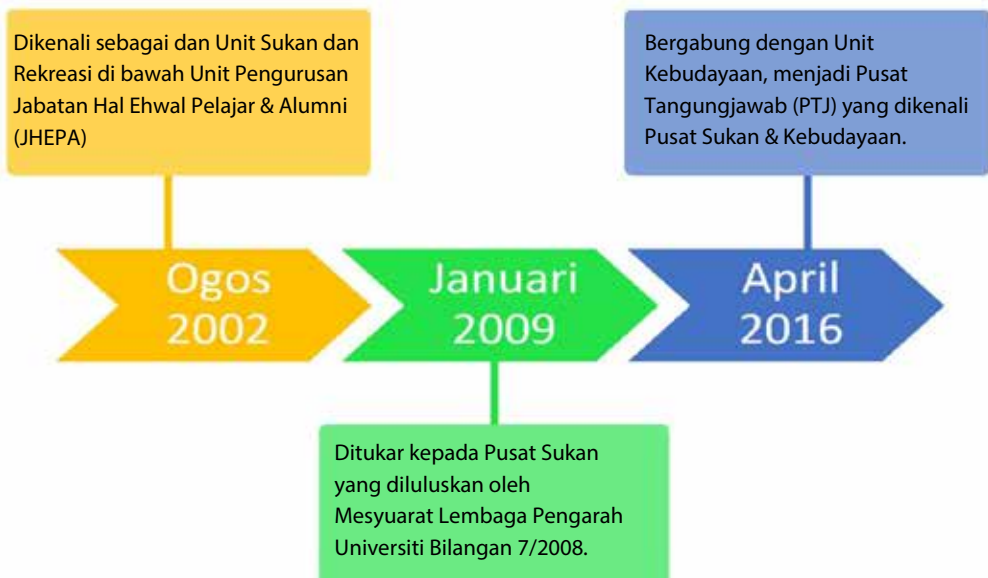 Dikenali sebagai dan Unit Sukan dan
Rekreasi di bawah Unit Pengurusan
Jabatan Hal Ehwal Pelajar & Alumni
(JHEPA)
Ogos
2002
Januari
2009
Ditukar kepada Pusat Sukan
yang diluluskan oleh
Mesyuarat Lembaga Pengarah
Universiti Bilangan 7/2008.
Bergabung dengan Unit
Kebudayaan, menjadi Pusat
Tangungjawab (PTJ) yang dikenali
Pusat Sukan & Kebudayaan.
April
2016